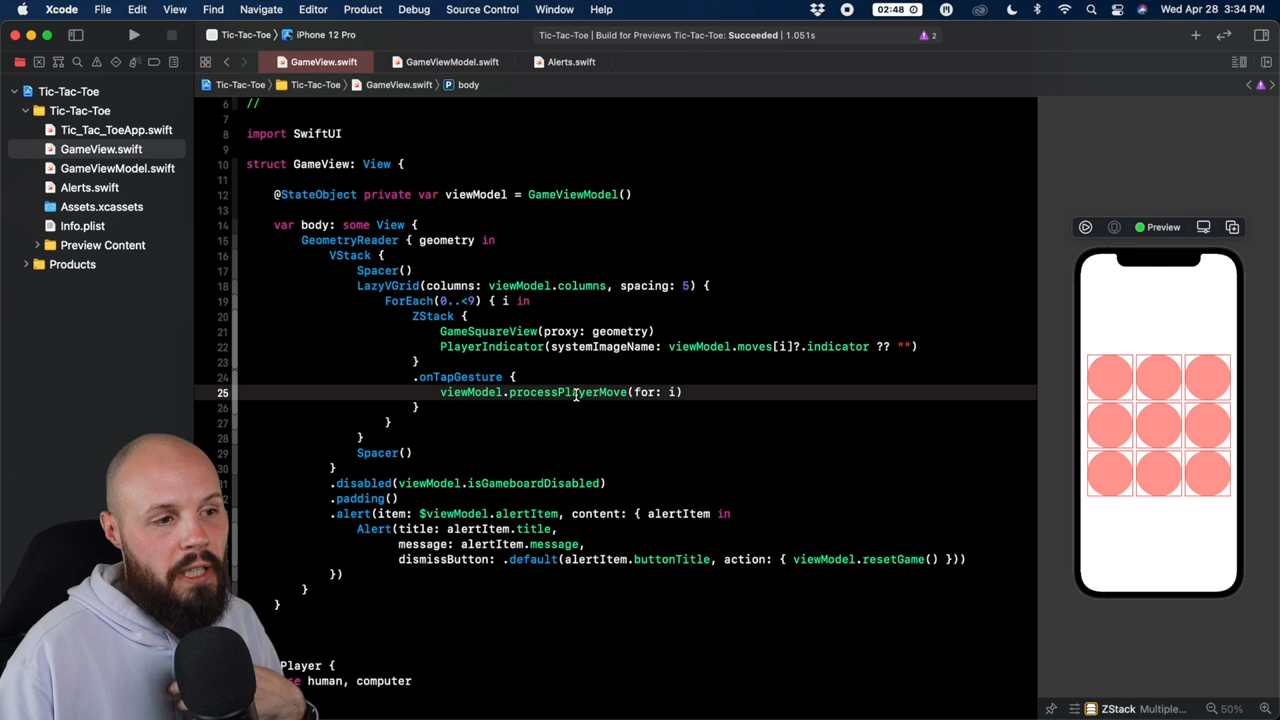 Xcode File Edit View Find Navigate Editor Product Debug Source Control Window Help 02:48 Wed Apr 28 3:34 PM
Tic-Tac-Toe iPhone 12 Pro Tic-Tac-Toe | Build for Previews Tic-Tac-Toe: Succeeded | 1.051s 2
GameView.swift GameViewModel.swift Alerts.swift
Tic-Tac-Toe Tic-Tac-Toe GameView.swift P body
Tic-Tac-Toe
Tic-Tac-Toe
Tic_Tac_ToeApp.swift
GameView.swift
GameViewModel.swift
Alerts.swift
Assets.xcassets
Info.plist
Preview Content
Products
6 //
7
8 import SwiftUI
9
10 struct GameView: View {
11
12 @StateObject private var viewModel = GameViewModel()
13
14 var body: some View {
15 GeometryReader { geometry in
16 VStack {
17 Spacer()
18 LazyVGrid(columns: viewModel.columns, spacing: 5) {
19 ForEach(0..<9) { i in
20 ZStack {
21 GameSquareView(proxy: geometry)
22 PlayerIndicator(systemImageName: viewModel.moves[i]?.indicator ?? "")
23 }
24 .onTapGesture {
25 viewModel.processPlayerMove(for: i)
26 }
27 }
28 }
29 Spacer()
30 }
.disabled(viewModel.isGameboardDisabled)
.padding()
.alert(item: $viewModel.alertItem, content: { alertItem in
Alert(title: alertItem.title,
message: alertItem.message,
dismissButton: .default(alertItem.buttonTitle, action: { viewModel.resetGame() }))
})
}
}
Player {
human, computer
Preview
ZStack Multiple... 50%